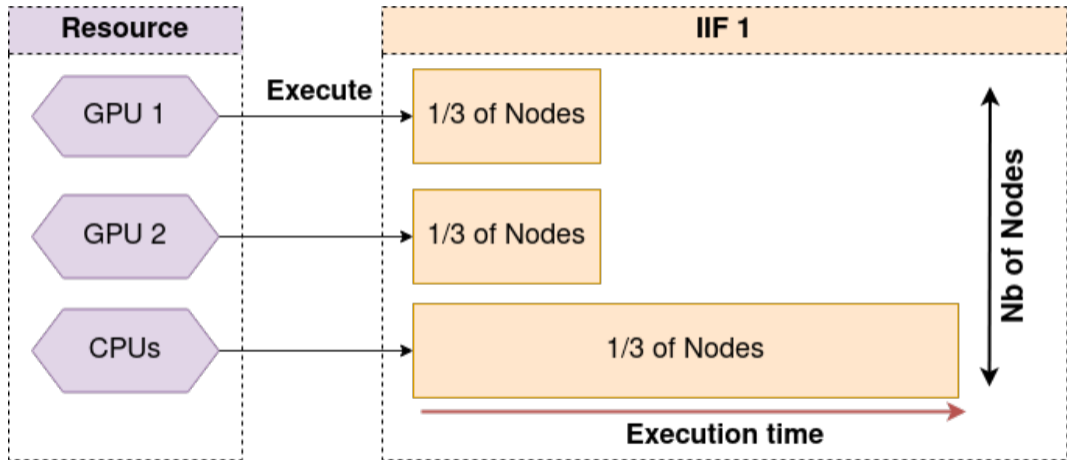 Resource
IIF 1
Execute
GPU 1
1/3 of Nodes
GPU 2
1/3 of Nodes
CPUs
1/3 of Nodes
Nb of Nodes
Execution time